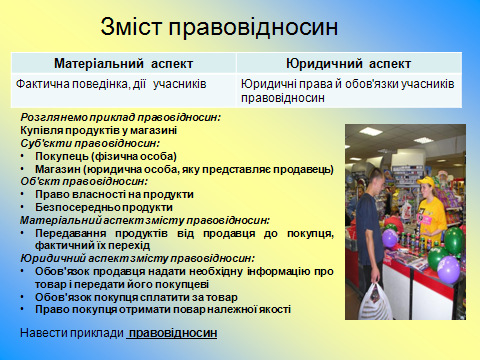 Зміст правовідносин
Матеріальний аспект
Юридичний аспект
Фактична поведінка, дії учасників
Юридичні права й обов'язки учасників
правовідносин
Розглянемо приклад правовідносин:
Купівля продуктів у магазині
Суб'єкти правовідносин:
• Покупець (фізична особа)
• Магазин (юридична особа, яку представляє продавець)
Об'єкт правовідносин:
• Право власності на продукти
• Безпосередньо продукти
Матеріальний аспект змісту правовідносин:
• Передавання продуктів від продавця до покупця,
фактичний їх перехід
Юридичний аспект змісту правовідносин:
• Обов'язок продавця надати необхідну інформацію про
товар і передати його покупцеві
• Обов'язок покупця сплатити за товар
• Право покупця отримати товар належної якості
Навести приклади правовідносин